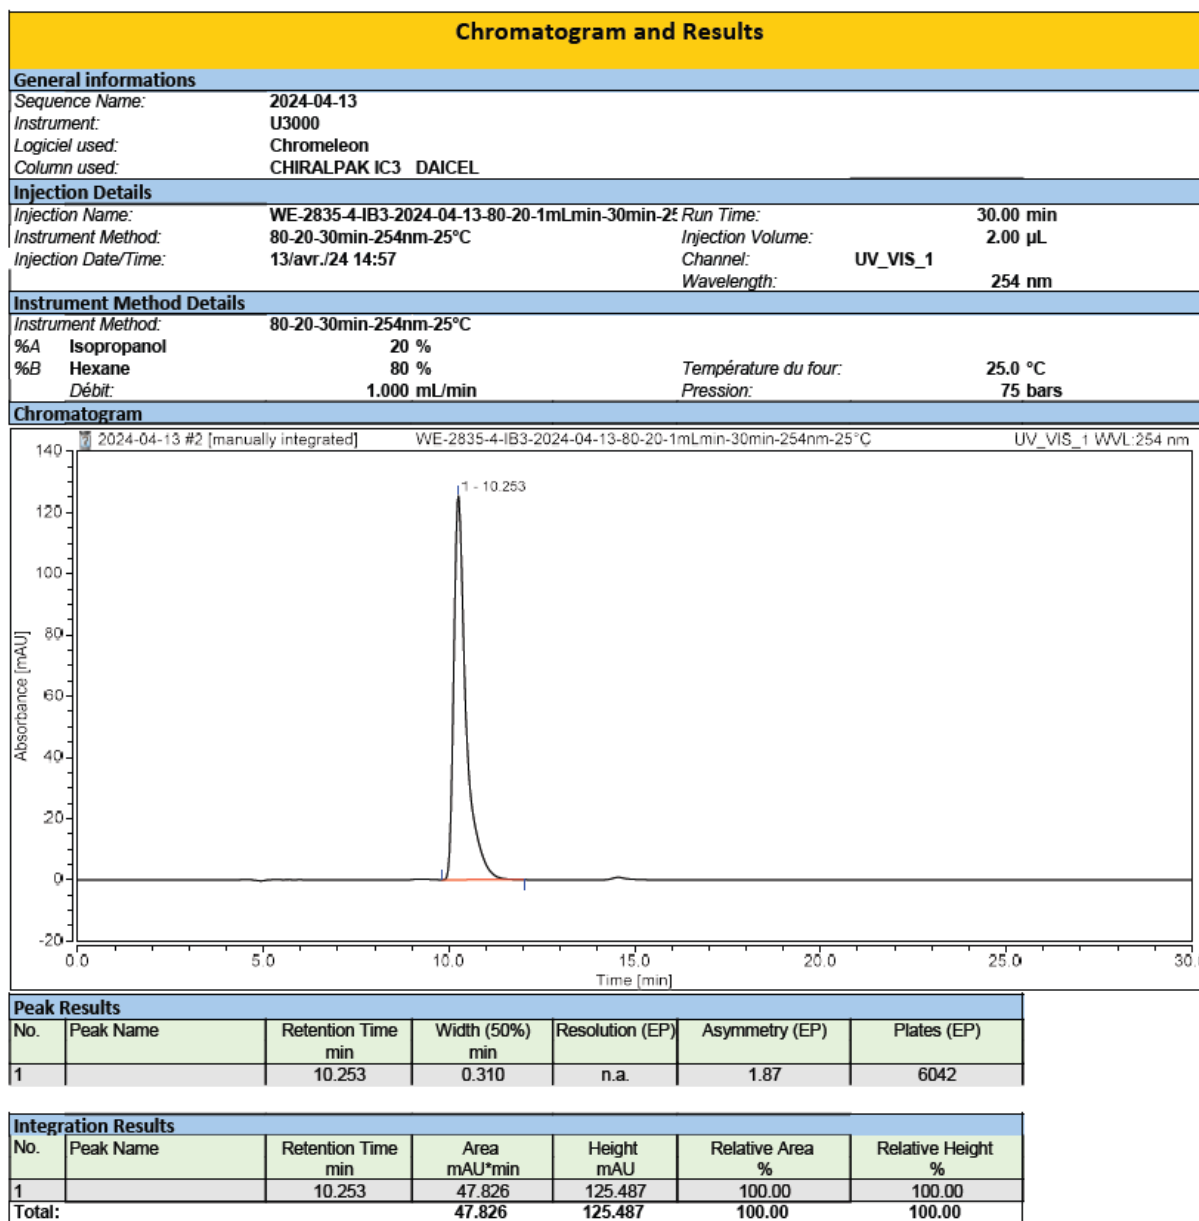 Chromatogram and Results
General informations
Sequence Name: 2024-04-13
Instrument: U3000
Logiciel used: Chromeleon
Column used: CHIRALPAK IC3 DAICEL
Injection Details
Injection Name: WE-2835-4-IB3-2024-04-13-80-20-1mLmin-30min-25 Run Time: 30.00 min
Instrument Method: 80-20-30min-254nm-25°C Injection Volume: 2.00 µL
Injection Date/Time: 13/avr./24 14:57 Channel: UV_VIS_1
Wavelength: 254 nm
Instrument Method Details
Instrument Method: 80-20-30min-254nm-25°C
%A Isopropanol 20 %
%B Hexane 80 % Température du four: 25.0 °C
Débit: 1.000 mL/min Pression: 75 bars
Chromatogram
2024-04-13 #2 [manually integrated] WE-2835-4-IB3-2024-04-13-80-20-1mLmin-30min-254nm-25°C UV_VIS_1 WVL:254 nm
140
1 - 10.253
120
100
80
60
40
20
0
-20
Absorbance [mAU]
0.0 5.0 10.0 15.0 20.0 25.0 30.
Time [min]
Peak Results
No. Peak Name Retention Time Width (50%) Resolution (EP) Asymmetry (EP) Plates (EP)
min min
1 10.253 0.310 n.a. 1.87 6042
Integration Results
No. Peak Name Retention Time Area Height Relative Area Relative Height
min mAU*min mAU % %
1 10.253 47.826 125.487 100.00 100.00
Total: 47.826 125.487 100.00 100.00